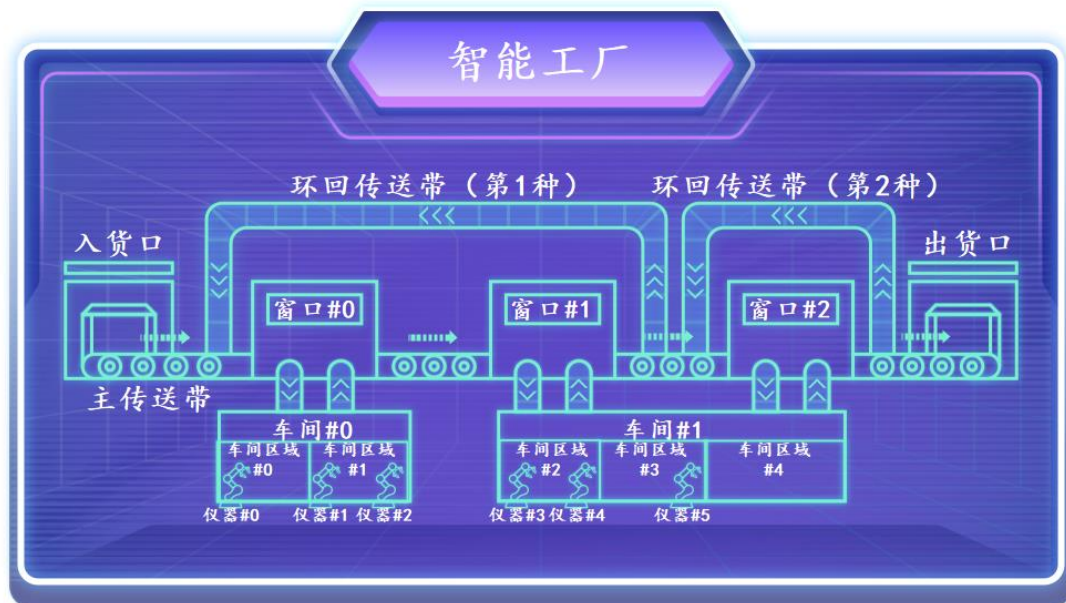 智能工厂
环回传送带（第1种）
环回传送带（第2种）
入货口
出货口
窗口#0
窗口#1
窗口#2
主传送带
车间#0
车间#1
车间区域
#0
车间区域
#1
车间区域
#2
车间区域
#3
车间区域
#4
仪器#0
仪器#1
仪器#2
仪器#3
仪器#4
仪器#5